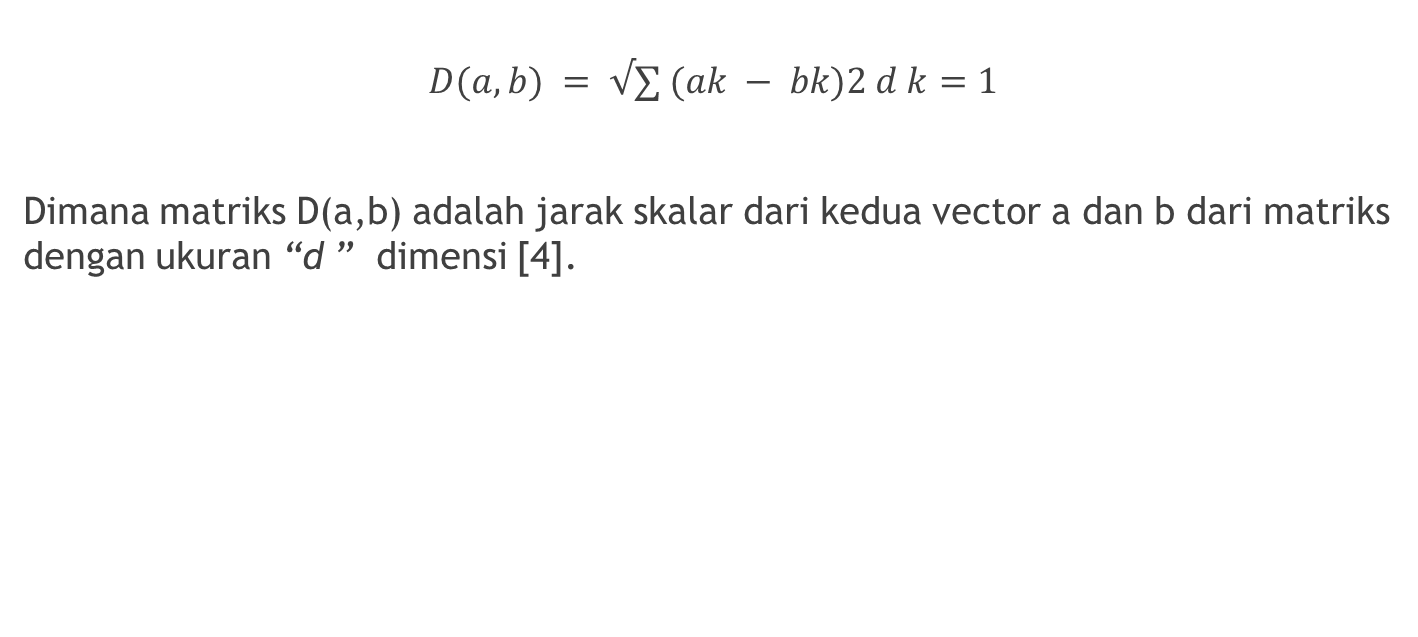 D(a,b) = √∑ (ak − bk)2 d k = 1
Dimana matriks D(a,b) adalah jarak skalar dari kedua vector a dan b dari matriks
dengan ukuran “d ” dimensi [4].